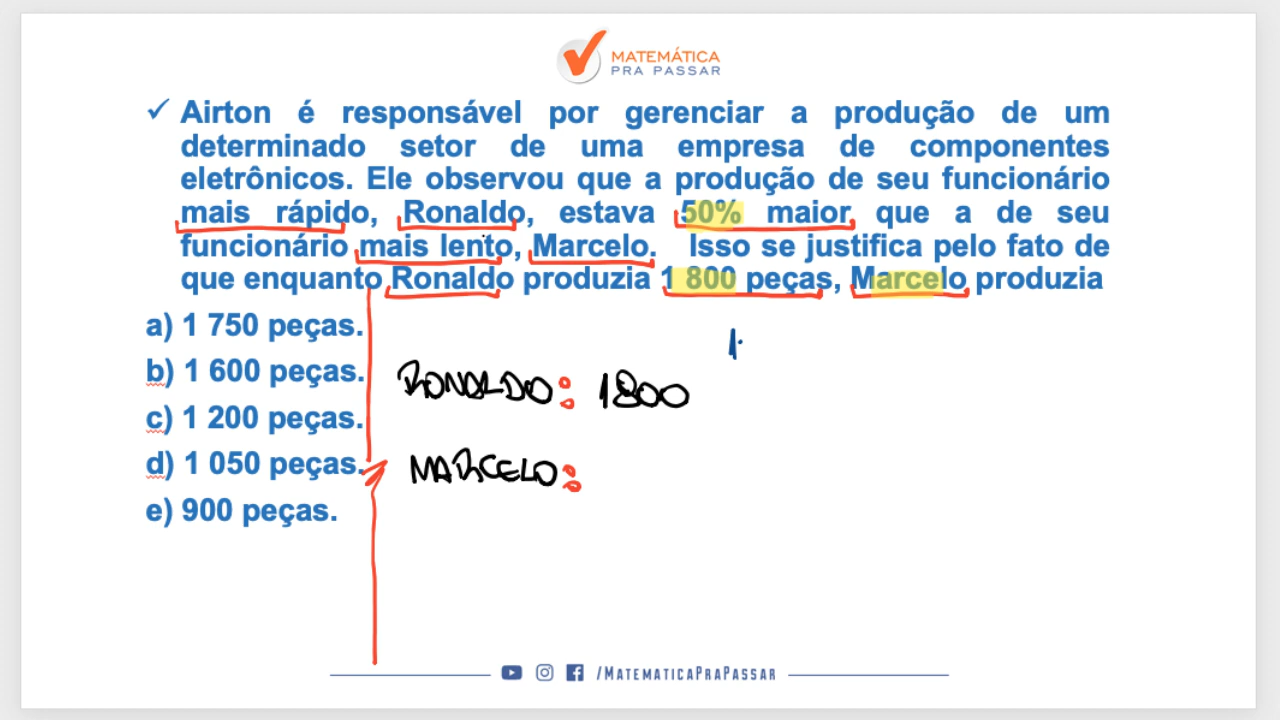 MATEMÁTICA
PRA PASSAR
✓ Airton é responsável por gerenciar a produção de um
determinado setor de uma empresa de componentes
eletrônicos. Ele observou que a produção de seu funcionário
mais rápido, Ronaldo, estava 50% maior que a de seu
funcionário mais lento, Marcelo. Isso se justifica pelo fato de
que enquanto Ronaldo produzia 1 800 peças, Marcelo produzia
a) 1 750 peças.
b) 1 600 peças.
c) 1 200 peças.
d) 1 050 peças.
e) 900 peças.
RONALDO: 1800
MARCELO:
/MATEMATICAPRAPASSAR